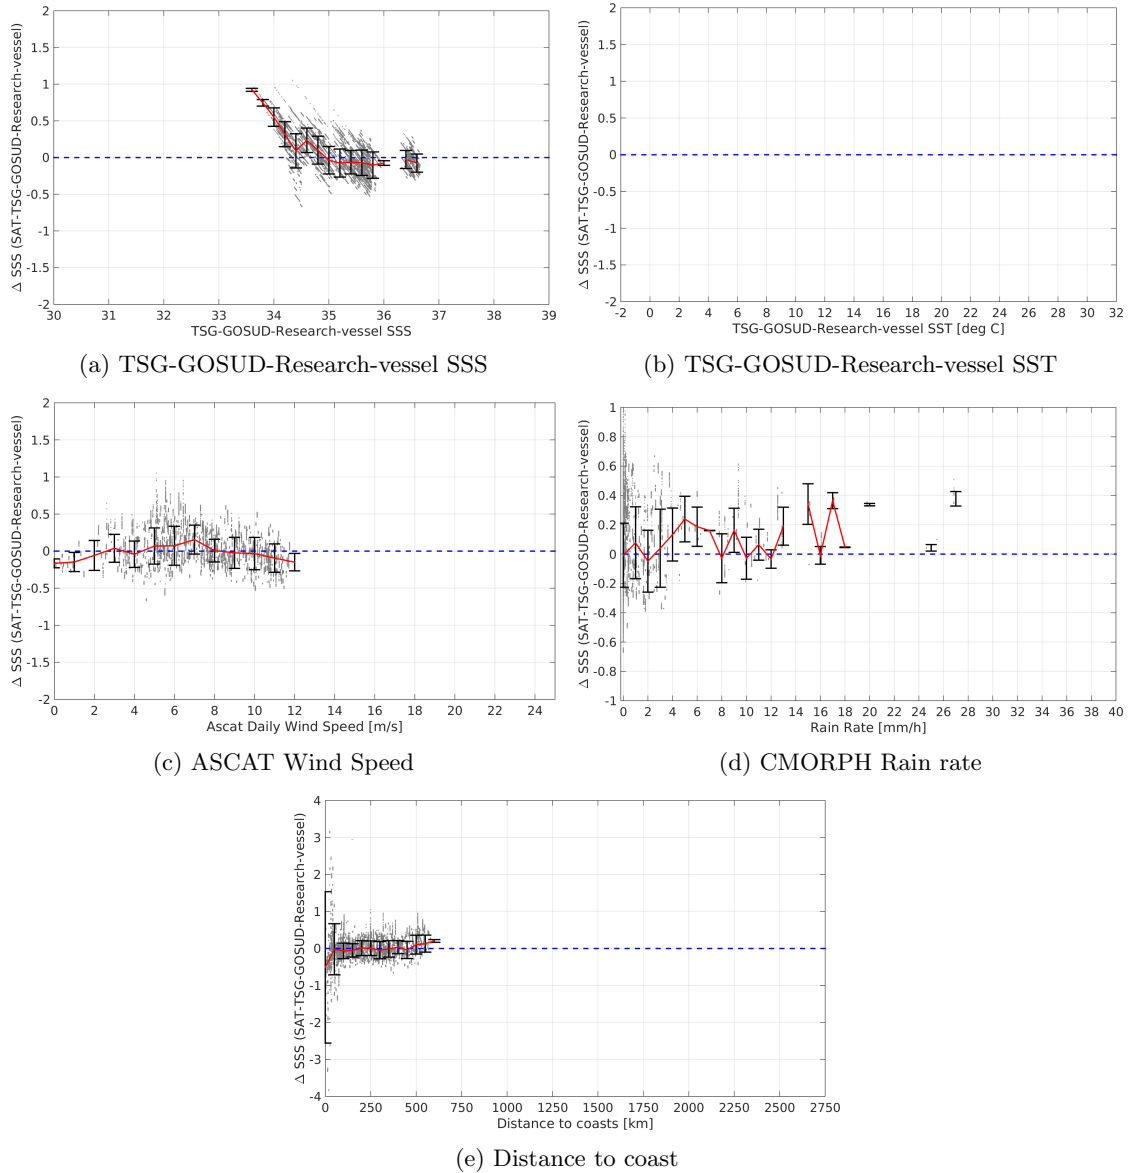 2
1.5
1
0.5
0
-0.5
-1
-1.5
-2
Δ SSS (SAT-TSG-GOSUD-Research-vessel)
30 31 32 33 34 35 36 37 38 39
TSG-GOSUD-Research-vessel SSS
(a) TSG-GOSUD-Research-vessel SSS
2
1.5
1
0.5
0
-0.5
-1
-1.5
-2
Δ SSS (SAT-TSG-GOSUD-Research-vessel)
-2 0 2 4 6 8 10 12 14 16 18 20 22 24 26 28 30 32
TSG-GOSUD-Research-vessel SST [deg C]
(b) TSG-GOSUD-Research-vessel SST
2
1.5
1
0.5
0
-0.5
-1
-1.5
-2
Δ SSS (SAT-TSG-GOSUD-Research-vessel)
0 2 4 6 8 10 12 14 16 18 20 22 24
Ascat Daily Wind Speed [m/s]
(c) ASCAT Wind Speed
1
0.8
0.6
0.4
0.2
0
-0.2
-0.4
-0.6
-0.8
-1
Δ SSS (SAT-TSG-GOSUD-Research-vessel)
0 2 4 6 8 10 12 14 16 18 20 22 24 26 28 30 32 34 36 38 40
Rain Rate [mm/h]
(d) CMORPH Rain rate
4
3
2
1
0
-1
-2
-3
-4
Δ SSS (SAT-TSG-GOSUD-Research-vessel)
0 250 500 750 1000 1250 1500 1750 2000 2250 2500 2750
Distance to coasts [km]
(e) Distance to coast